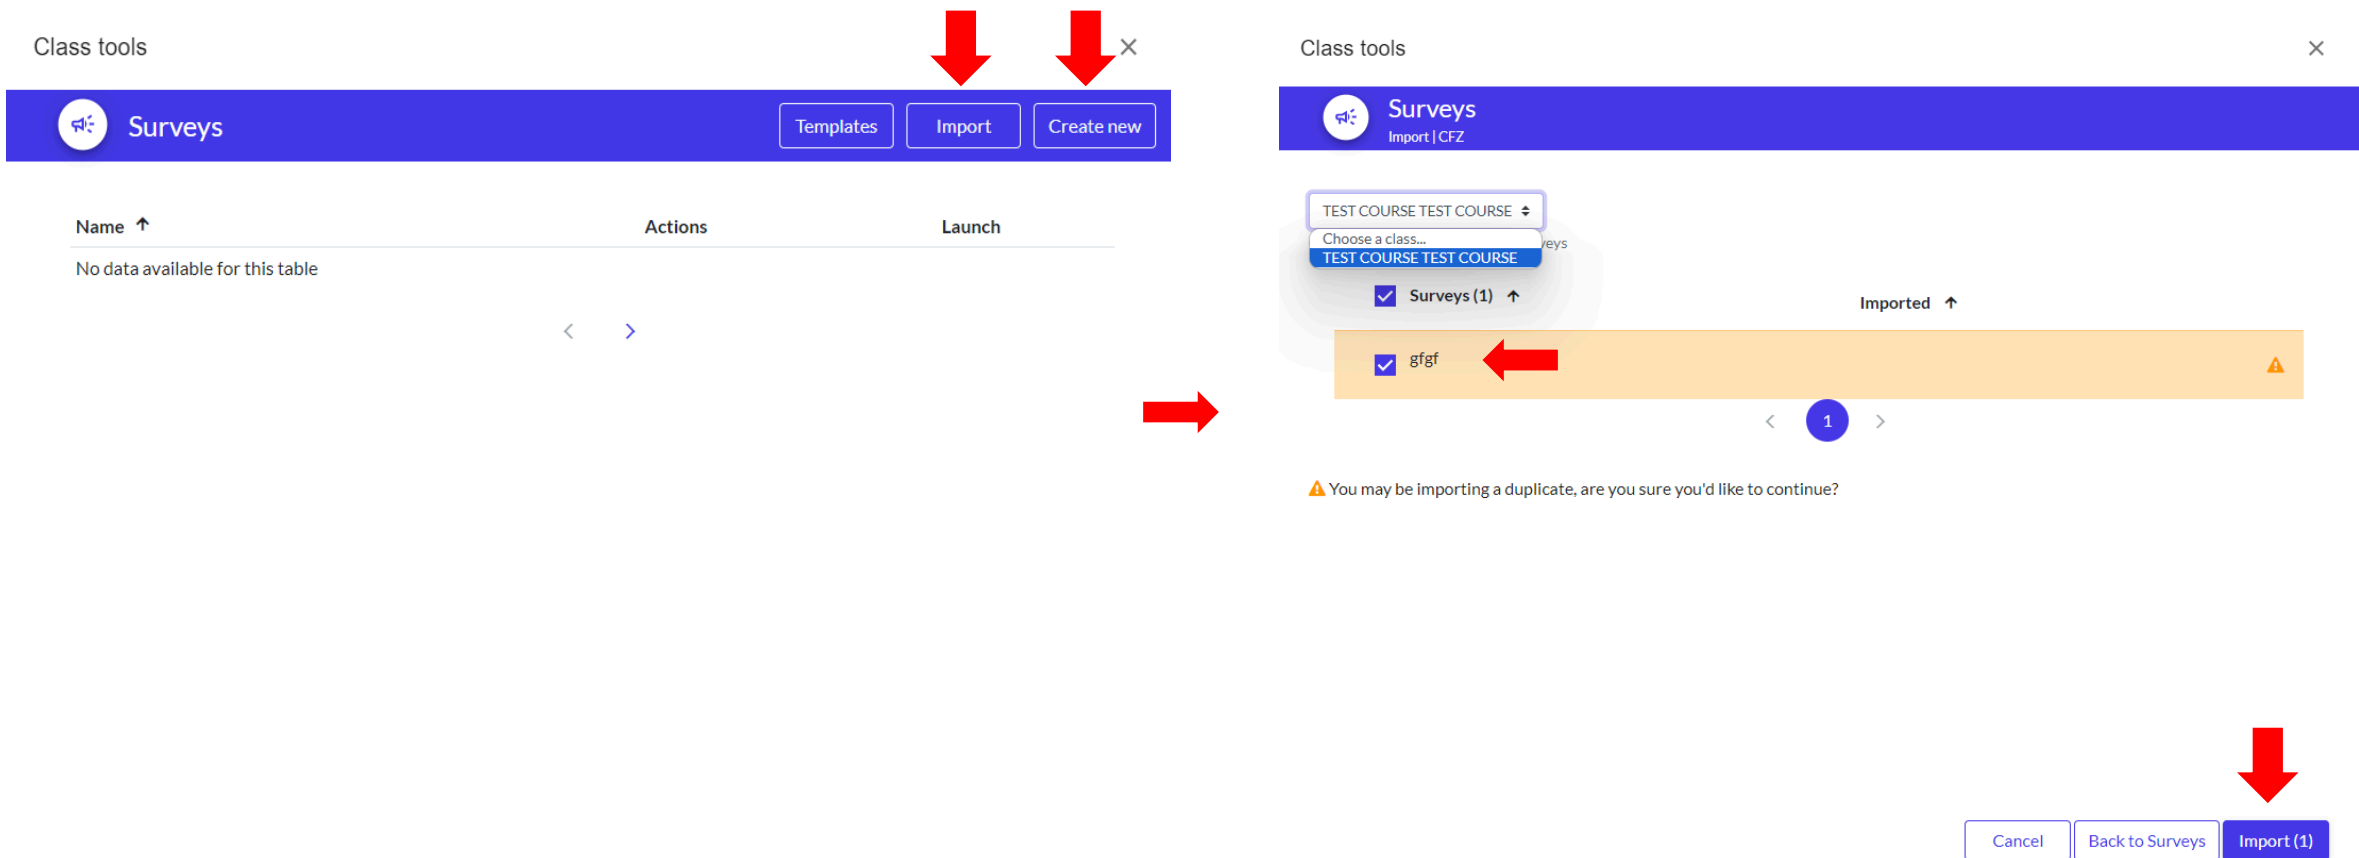 Class tools
Surveys
Templates
Import
Create new
Name
Actions
Launch
No data available for this table
Class tools
Surveys
Import | CFZ
TEST COURSE TEST COURSE
Choose a class...
TEST COURSE TEST COURSE
Surveys (1)
Imported
gfgf
1
You may be importing a duplicate, are you sure you'd like to continue?
Cancel
Back to Surveys
Import (1)